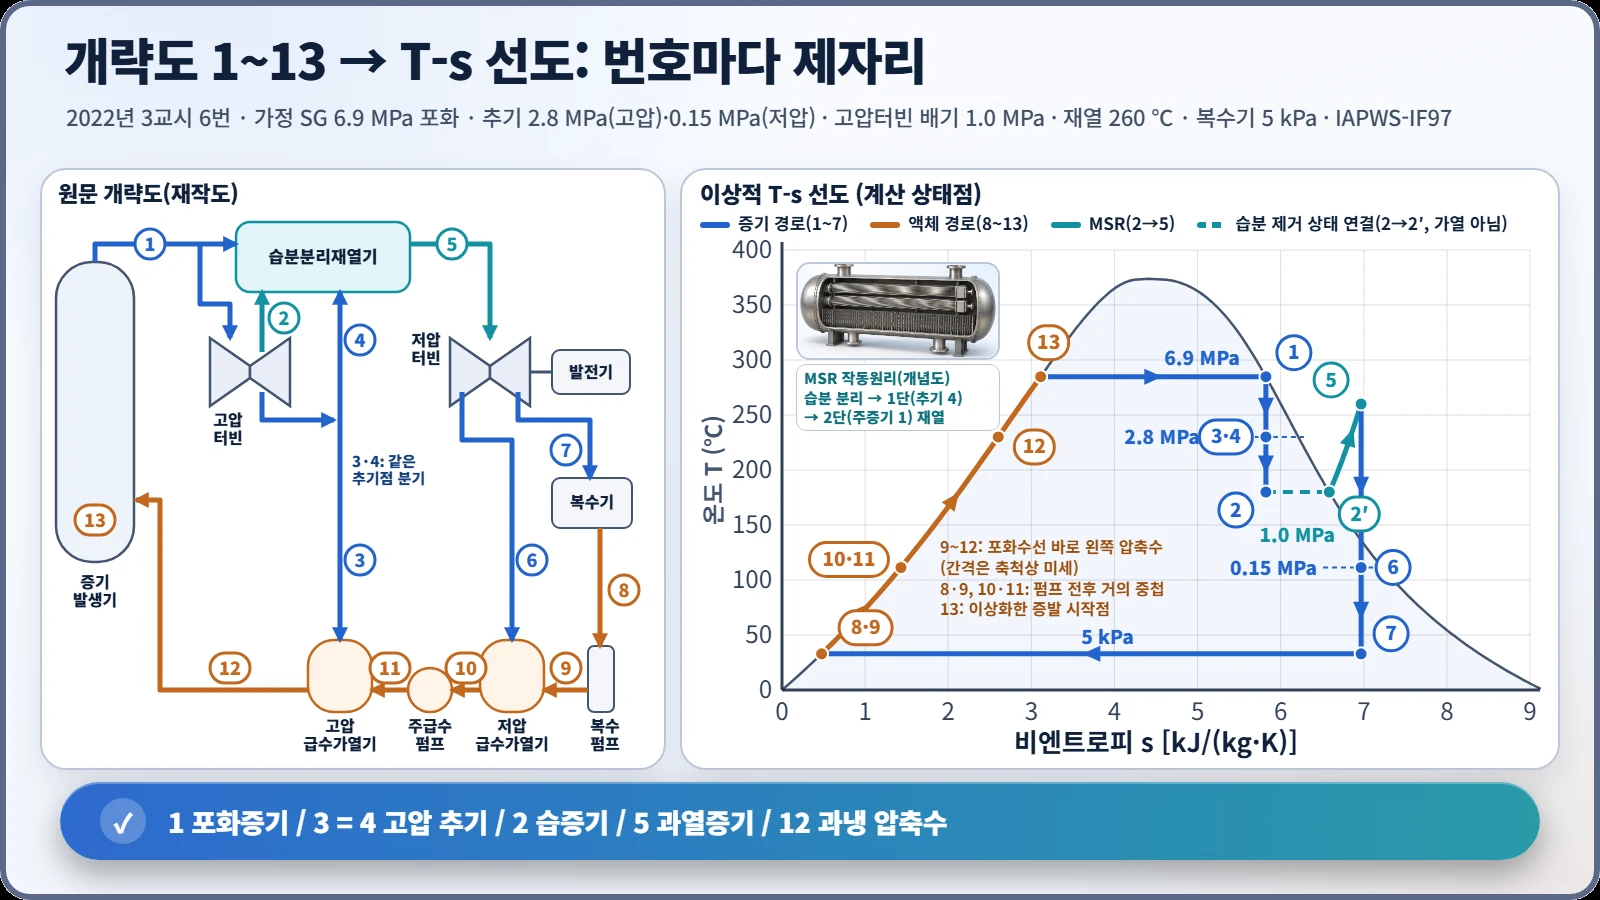 개략도 1~13 → T-s 선도: 번호마다 제자리
2022년 3교시 6번 · 가정 SG 6.9 MPa 포화 · 추기 2.8 MPa(고압)·0.15 MPa(저압) · 고압터빈 배기 1.0 MPa · 재열 260 °C · 복수기 5 kPa · IAPWS-IF97
원문 개략도(재작도)
1
습분분리재열기
5
2
4
저압
터빈
발전기
고압
터빈
7
3·4: 같은
추기점 분기
복수기
13
3
6
8
증기
발생기
12
11
10
9
고압
급수가열기
주급수
펌프
저압
급수가열기
복수
펌프
이상적 T-s 선도 (계산 상태점)
증기 경로(1~7)
액체 경로(8~13)
MSR(2→5)
습분 제거 상태 연결(2→2′, 가열 아님)
400
350
300
250
200
150
100
50
0
온도 T (°C)
MSR 작동원리(개념도)
습분 분리 → 1단(추기 4)
→ 2단(주증기 1) 재열
13
6.9 MPa
1
5
12
2.8 MPa
3·4
2
2′
1.0 MPa
10·11
9~12: 포화수선 바로 왼쪽 압축수
(간격은 축척상 미세)
8·9, 10·11: 펌프 전후 거의 중첩
13: 이상화한 증발 시작점
0.15 MPa
6
8·9
5 kPa
7
0 1 2 3 4 5 6 7 8 9
비엔트로피 s [kJ/(kg·K)]
✓ 1 포화증기 / 3 = 4 고압 추기 / 2 습증기 / 5 과열증기 / 12 과냉 압축수